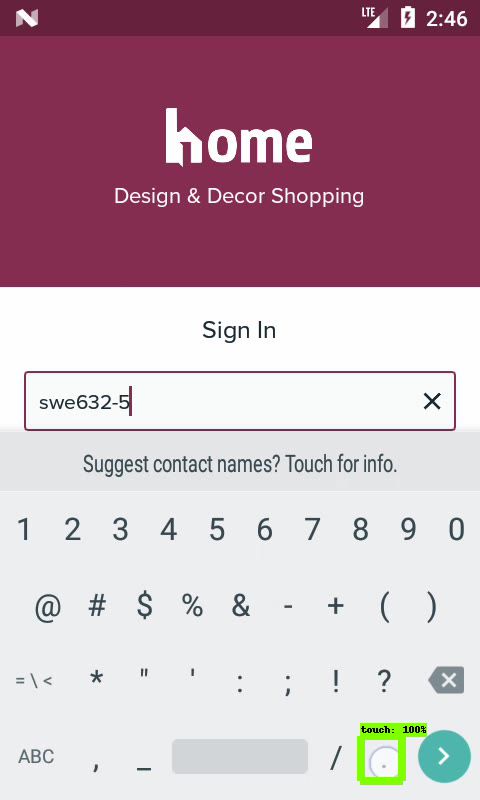 LTE 2:46
home
Design & Decor Shopping
Sign In
swe632-5
Suggest contact names? Touch for info.
1 2 3 4 5 6 7 8 9 0
@ # $ % & - + ( )
= \ < * " ' : ; ! ?
touch: 100%
ABC , _ / .